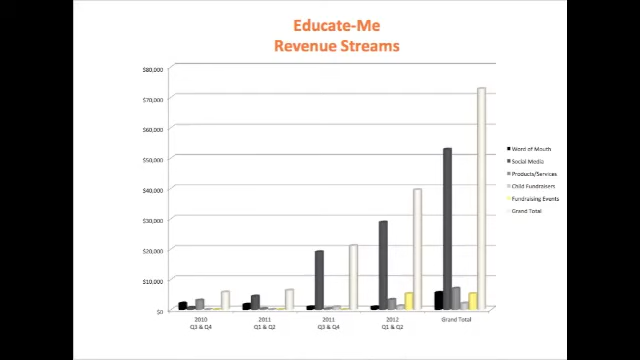 Educate-Me
Revenue Streams
$80,000
$70,000
$60,000
$50,000
$40,000
$30,000
$20,000
$10,000
$0
2010
Q3 & Q4
2011
Q1 & Q2
2011
Q3 & Q4
2012
Q1 & Q2
Grand Total
Word of Mouth
Social Media
Products/Services
Child Fundraisers
Fundraising Events
Grand Total